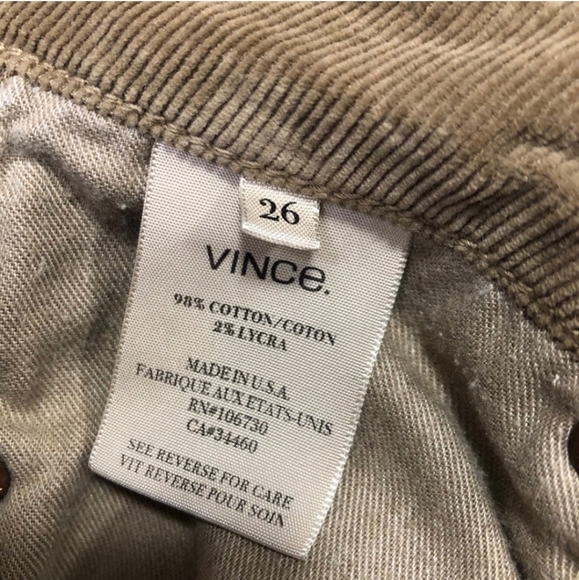 26
VINCe.
98% COTTON/COTON
2% LYCRA
MADE IN U.S.A.
FABRIQUE AUX ETATS-UNIS
RN#106730
CA#34460
SEE REVERSE FOR CARE
VIT REVERSE POUR SOIN